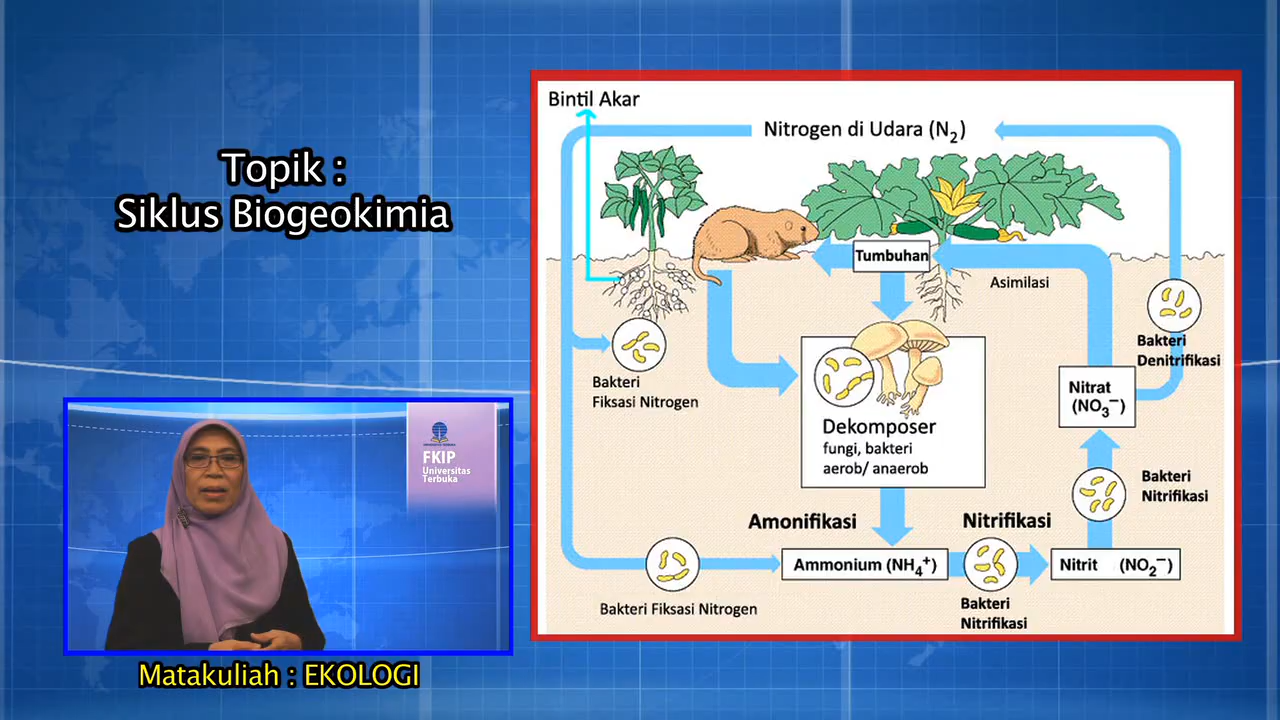 Topik :
Siklus Biogeokimia
Bintil Akar
Nitrogen di Udara (N₂)
Tumbuhan
Asimilasi
Bakteri
Denitrifikasi
Bakteri
Fiksasi Nitrogen
Nitrat
(NO₃⁻)
Dekomposer
fungi, bakteri
aerob/ anaerob
Bakteri
Nitrifikasi
Amonifikasi
Nitrifikasi
Ammonium (NH₄⁺)
Nitrit (NO₂⁻)
Bakteri Fiksasi Nitrogen
Bakteri
Nitrifikasi
FKIP
Universitas
Terbuka
Matakuliah : EKOLOGI